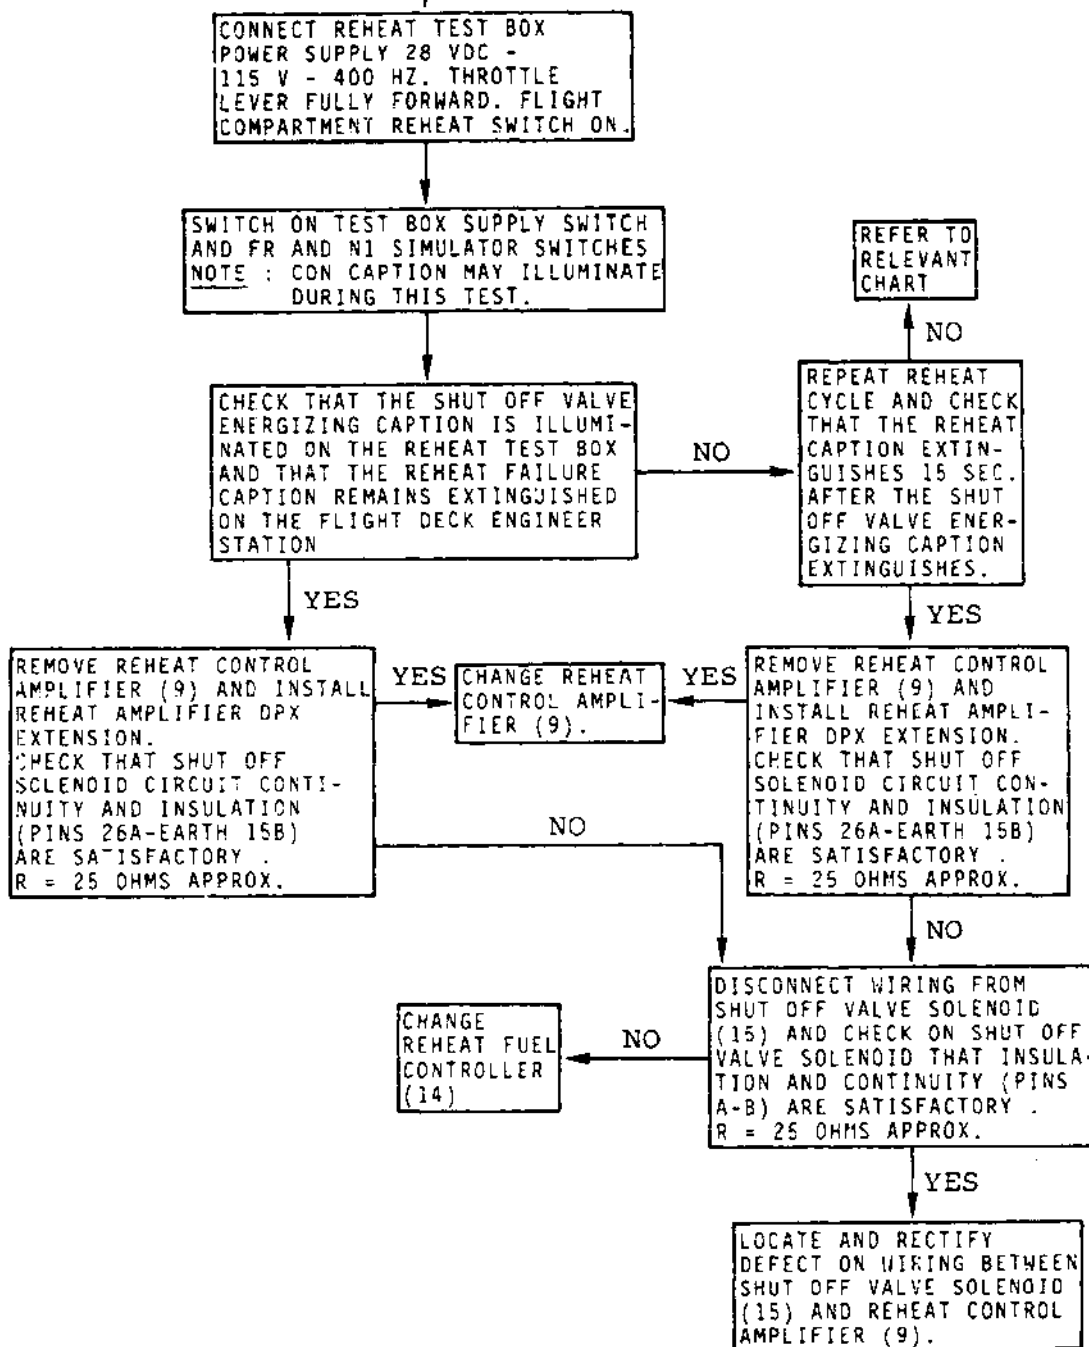 CONNECT REHEAT TEST BOX
POWER SUPPLY 28 VDC -
115 V - 400 HZ. THROTTLE
LEVER FULLY FORWARD. FLIGHT
COMPARTMENT REHEAT SWITCH ON.
SWITCH ON TEST BOX SUPPLY SWITCH
AND FR AND N1 SIMULATOR SWITCHES
NOTE : CON CAPTION MAY ILLUMINATE
DURING THIS TEST.
REFER TO
RELEVANT
CHART
NO
CHECK THAT THE SHUT OFF VALVE
ENERGIZING CAPTION IS ILLUMI-
NATED ON THE REHEAT TEST BOX
AND THAT THE REHEAT FAILURE
CAPTION REMAINS EXTINGUISHED
ON THE FLIGHT DECK ENGINEER
STATION
NO
REPEAT REHEAT
CYCLE AND CHECK
THAT THE REHEAT
CAPTION EXTIN-
GUISHES 15 SEC.
AFTER THE SHUT
OFF VALVE ENER-
GIZING CAPTION
EXTINGUISHES.
YES
YES
REMOVE REHEAT CONTROL
AMPLIFIER (9) AND INSTALL
REHEAT AMPLIFIER DPX
EXTENSION.
CHECK THAT SHUT OFF
SOLENOID CIRCUIT CONTI-
NUITY AND INSULATION
(PINS 26A-EARTH 15B)
ARE SATISFACTORY .
R = 25 OHMS APPROX.
YES
CHANGE REHEAT
CONTROL AMPLI-
FIER (9).
YES
REMOVE REHEAT CONTROL
AMPLIFIER (9) AND
INSTALL REHEAT AMPLI-
FIER DPX EXTENSION.
CHECK THAT SHUT OFF
SOLENOID CIRCUIT CON-
TINUITY AND INSULATION
(PINS 26A-EARTH 15B)
ARE SATISFACTORY .
R = 25 OHMS APPROX.
NO
NO
CHANGE
REHEAT FUEL
CONTROLLER
(14)
NO
DISCONNECT WIRING FROM
SHUT OFF VALVE SOLENOID
(15) AND CHECK ON SHUT OFF
VALVE SOLENOID THAT INSULA-
TION AND CONTINUITY (PINS
A-B) ARE SATISFACTORY .
R = 25 OHMS APPROX.
YES
LOCATE AND RECTIFY
DEFECT ON WIRING BETWEEN
SHUT OFF VALVE SOLENOID
(15) AND REHEAT CONTROL
AMPLIFIER (9).